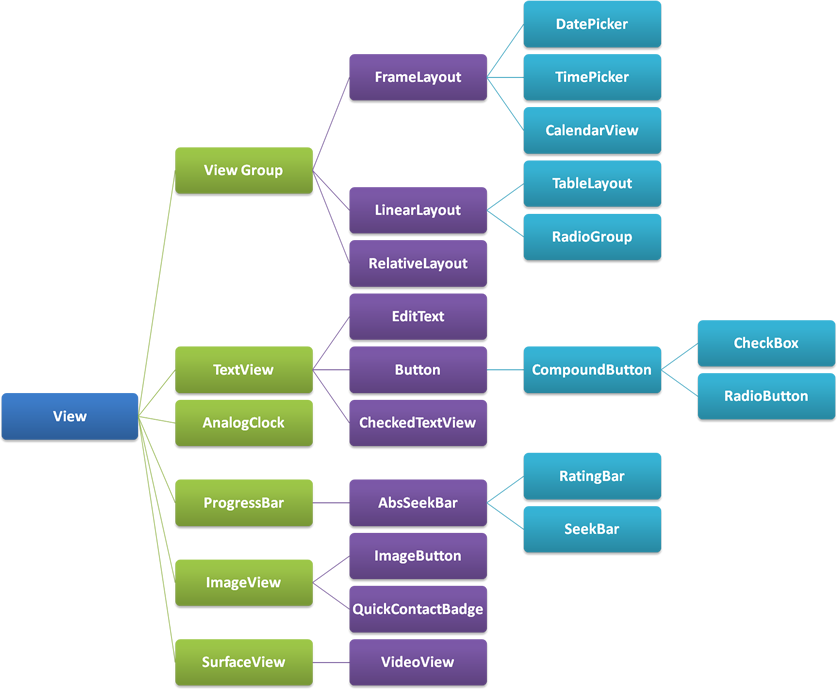 DatePicker
FrameLayout
TimePicker
CalendarView
View Group
TableLayout
LinearLayout
RadioGroup
RelativeLayout
EditText
CheckBox
TextView
Button
CompoundButton
RadioButton
View
AnalogClock
CheckedTextView
RatingBar
ProgressBar
AbsSeekBar
SeekBar
ImageButton
ImageView
QuickContactBadge
SurfaceView
VideoView